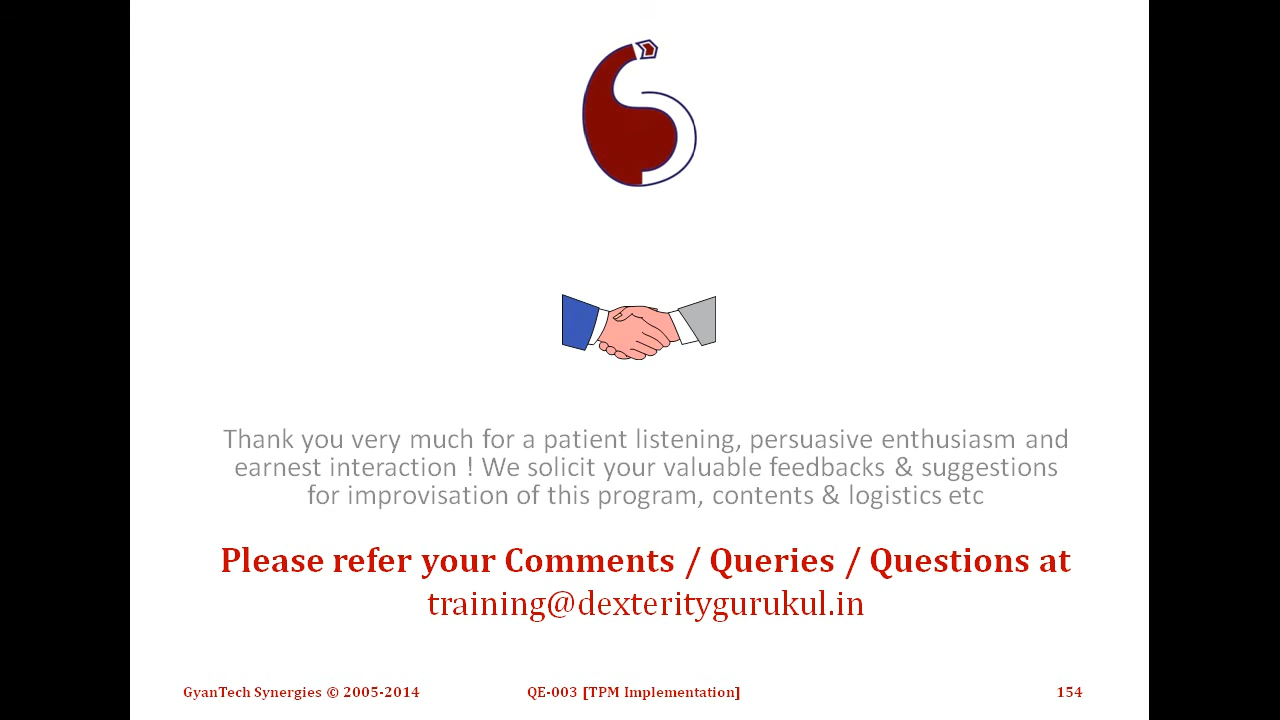 Thank you very much for a patient listening, persuasive enthusiasm and
earnest interaction ! We solicit your valuable feedbacks & suggestions
for improvisation of this program, contents & logistics etc
Please refer your Comments / Queries / Questions at
training@dexteritygurukul.in
GyanTech Synergies © 2005-2014 QE-003 [TPM Implementation] 154